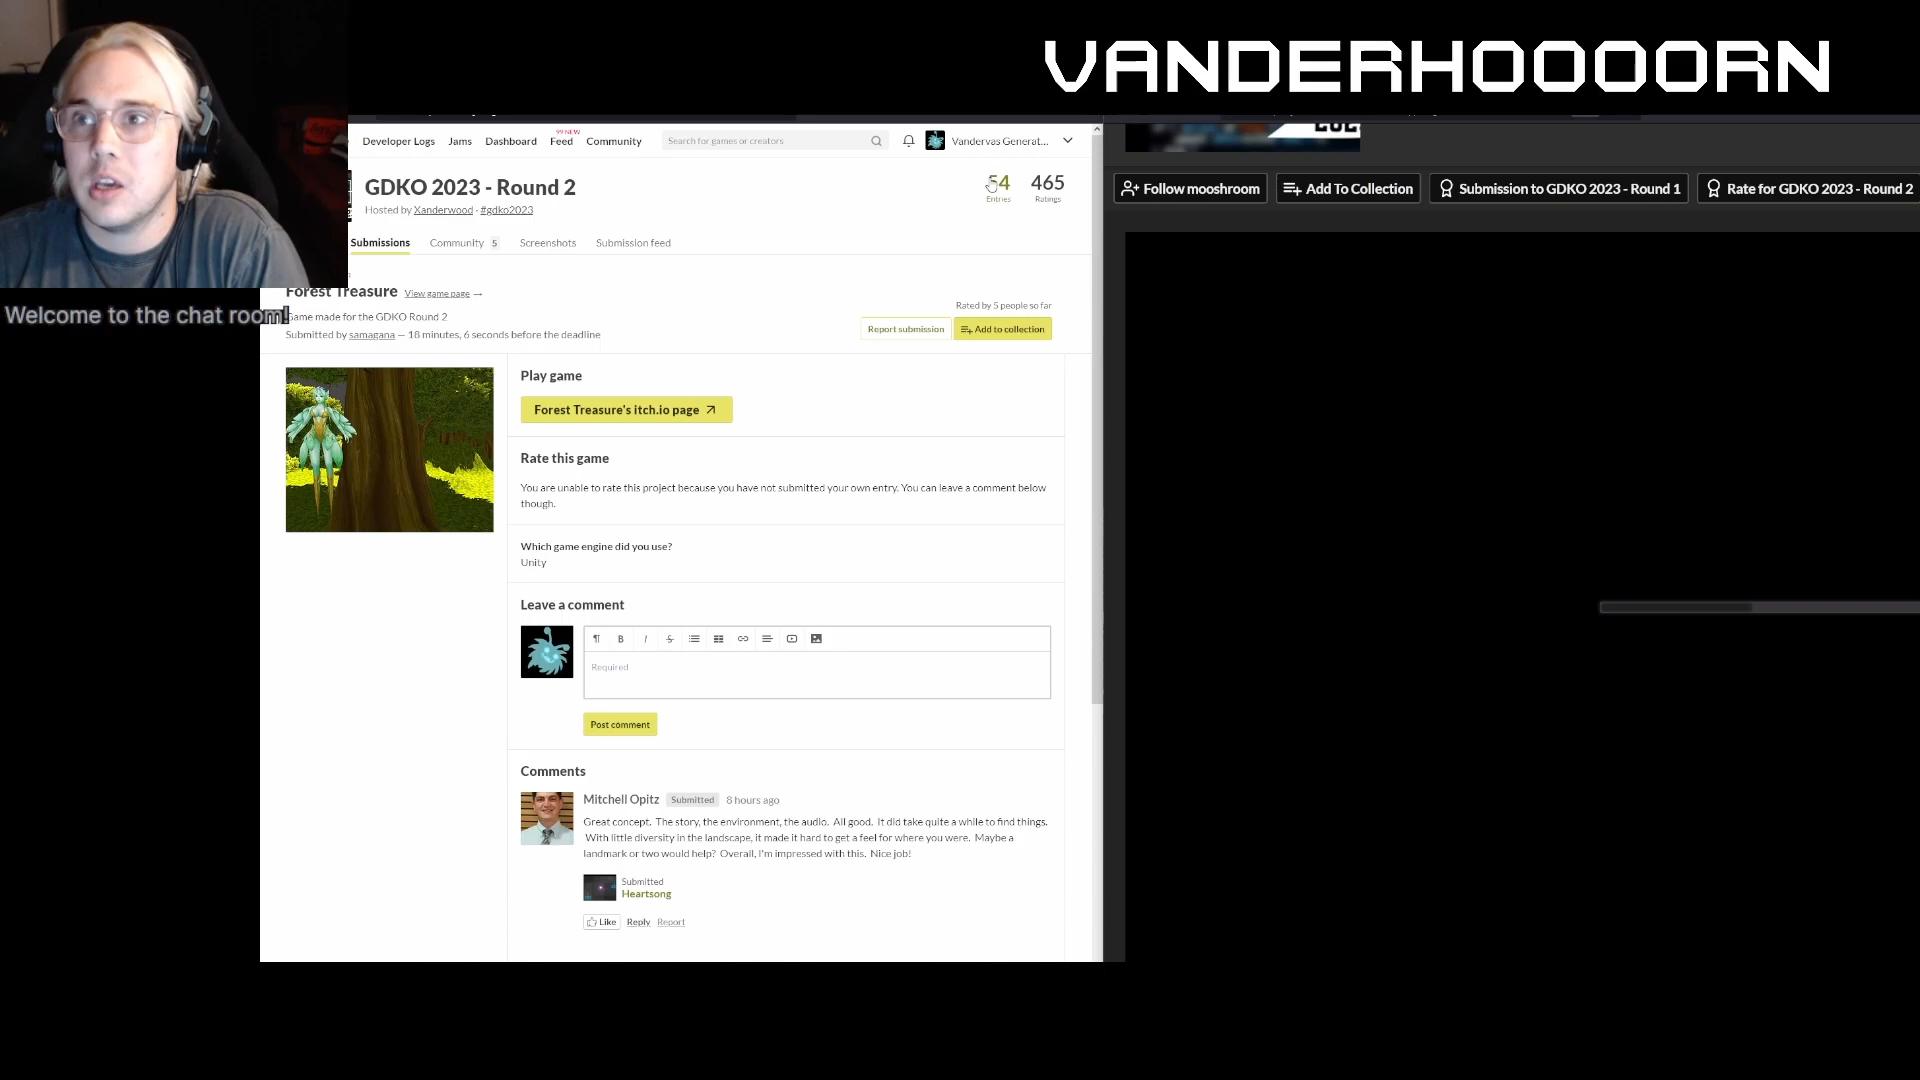 VANDERHOOOORN
Developer Logs
Jams
Dashboard
99 NEW
Feed
Community
Search for games or creators
Vandervas Generat...
GDKO 2023 - Round 2
Hosted by Xanderwood · #gdko2023
54
Entries
465
Ratings
Submissions
Community 5
Screenshots
Submission feed
Forest Treasure View game page →
Welcome to the chat room!
Game made for the GDKO Round 2
Submitted by samagana — 18 minutes, 6 seconds before the deadline
Rated by 5 people so far
Report submission
Add to collection
Play game
Forest Treasure's itch.io page
Rate this game
You are unable to rate this project because you have not submitted your own entry. You can leave a comment below
though.
Which game engine did you use?
Unity
Leave a comment
Required
Post comment
Comments
Mitchell Opitz Submitted 8 hours ago
Great concept. The story, the environment, the audio. All good. It did take quite a while to find things.
With little diversity in the landscape, it made it hard to get a feel for where you were. Maybe a
landmark or two would help? Overall, I'm impressed with this. Nice job!
Submitted
Heartsong
Like Reply Report
Follow mooshroom
Add To Collection
Submission to GDKO 2023 - Round 1
Rate for GDKO 2023 - Round 2